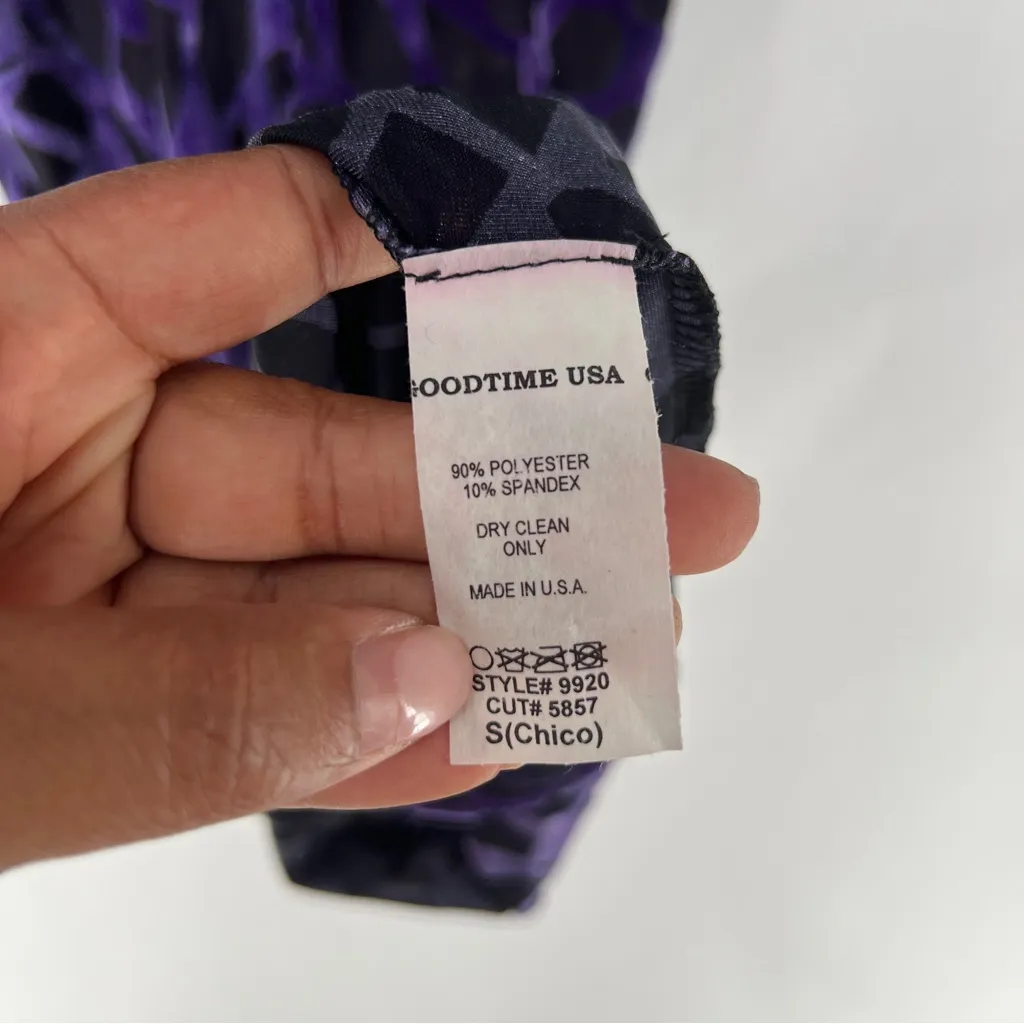 GOODTIME USA
90% POLYESTER
10% SPANDEX
DRY CLEAN
ONLY
MADE IN U.S.A.
STYLE# 9920
CUT# 5857
S(Chico)